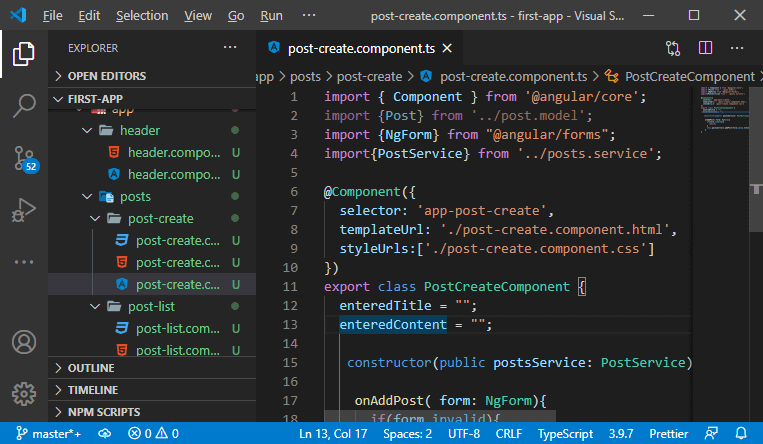 File Edit Selection View Go Run ··· post-create.component.ts - first-app - Visual S...
EXPLORER
OPEN EDITORS
FIRST-APP
app
header
header.compo... U
header.compo... U
posts
post-create
post-create.c... U
post-create.c... U
post-create.c... U
post-list
post-list.com... U
post-list.com... U
OUTLINE
TIMELINE
NPM SCRIPTS
52
post-create.component.ts
app > posts > post-create > post-create.component.ts > PostCreateComponent >
1 import { Component } from '@angular/core';
2 import {Post} from '../post.model';
3 import {NgForm} from "@angular/forms";
4 import{PostService} from '../posts.service';
5
6 @Component({
7 selector: 'app-post-create',
8 templateUrl: './post-create.component.html',
9 styleUrls:['./post-create.component.css']
10 })
11 export class PostCreateComponent {
12 enteredTitle = "";
13 enteredContent = "";
14
15 constructor(public postsService: PostService)
16
17 onAddPost( form: NgForm){
18 if(form.invalid){
master*+ 0 0 Ln 13, Col 17 Spaces: 2 UTF-8 CRLF TypeScript 3.9.7 Prettier